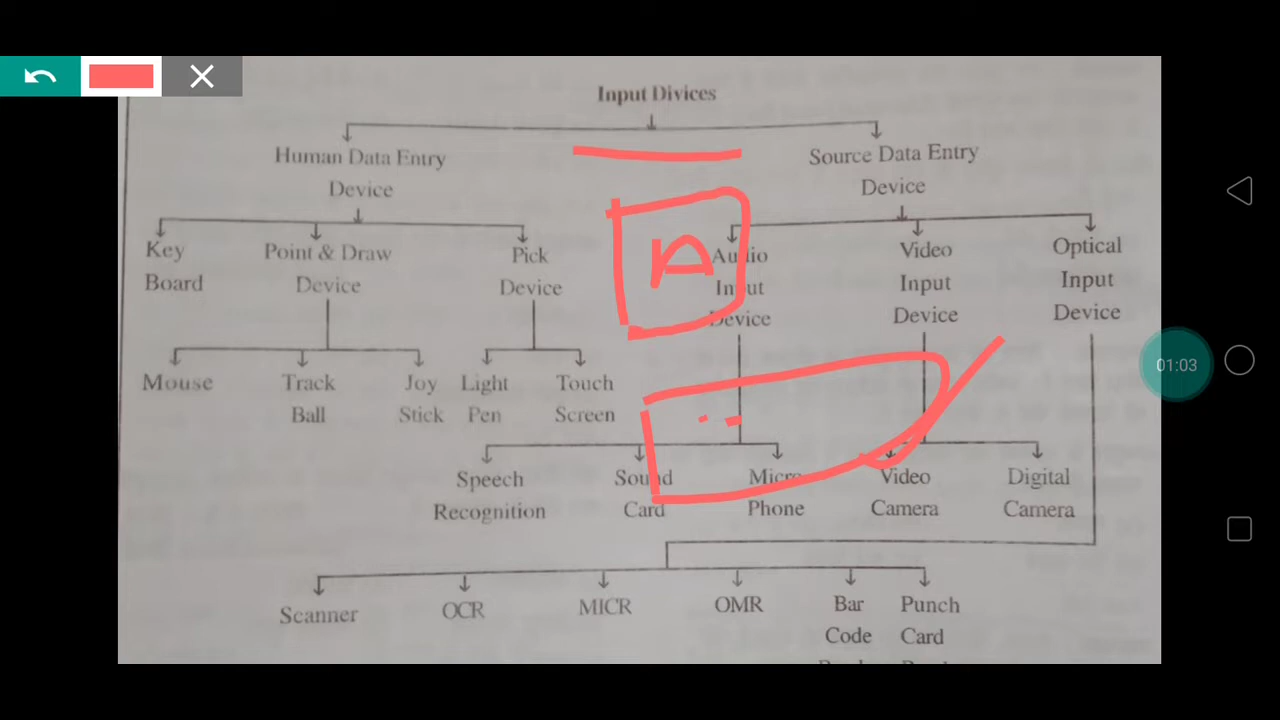 Input Divices
Human Data Entry
Device
Source Data Entry
Device
Key
Board
Point & Draw
Device
Pick
Device
Audio
Input
Device
Video
Input
Device
Optical
Input
Device
01:03
Mouse
Track
Ball
Joy
Stick
Light
Pen
Touch
Screen
Speech
Recognition
Sound
Card
Micro
Phone
Video
Camera
Digital
Camera
Scanner
OCR
MICR
OMR
Bar
Code
Punch
Card